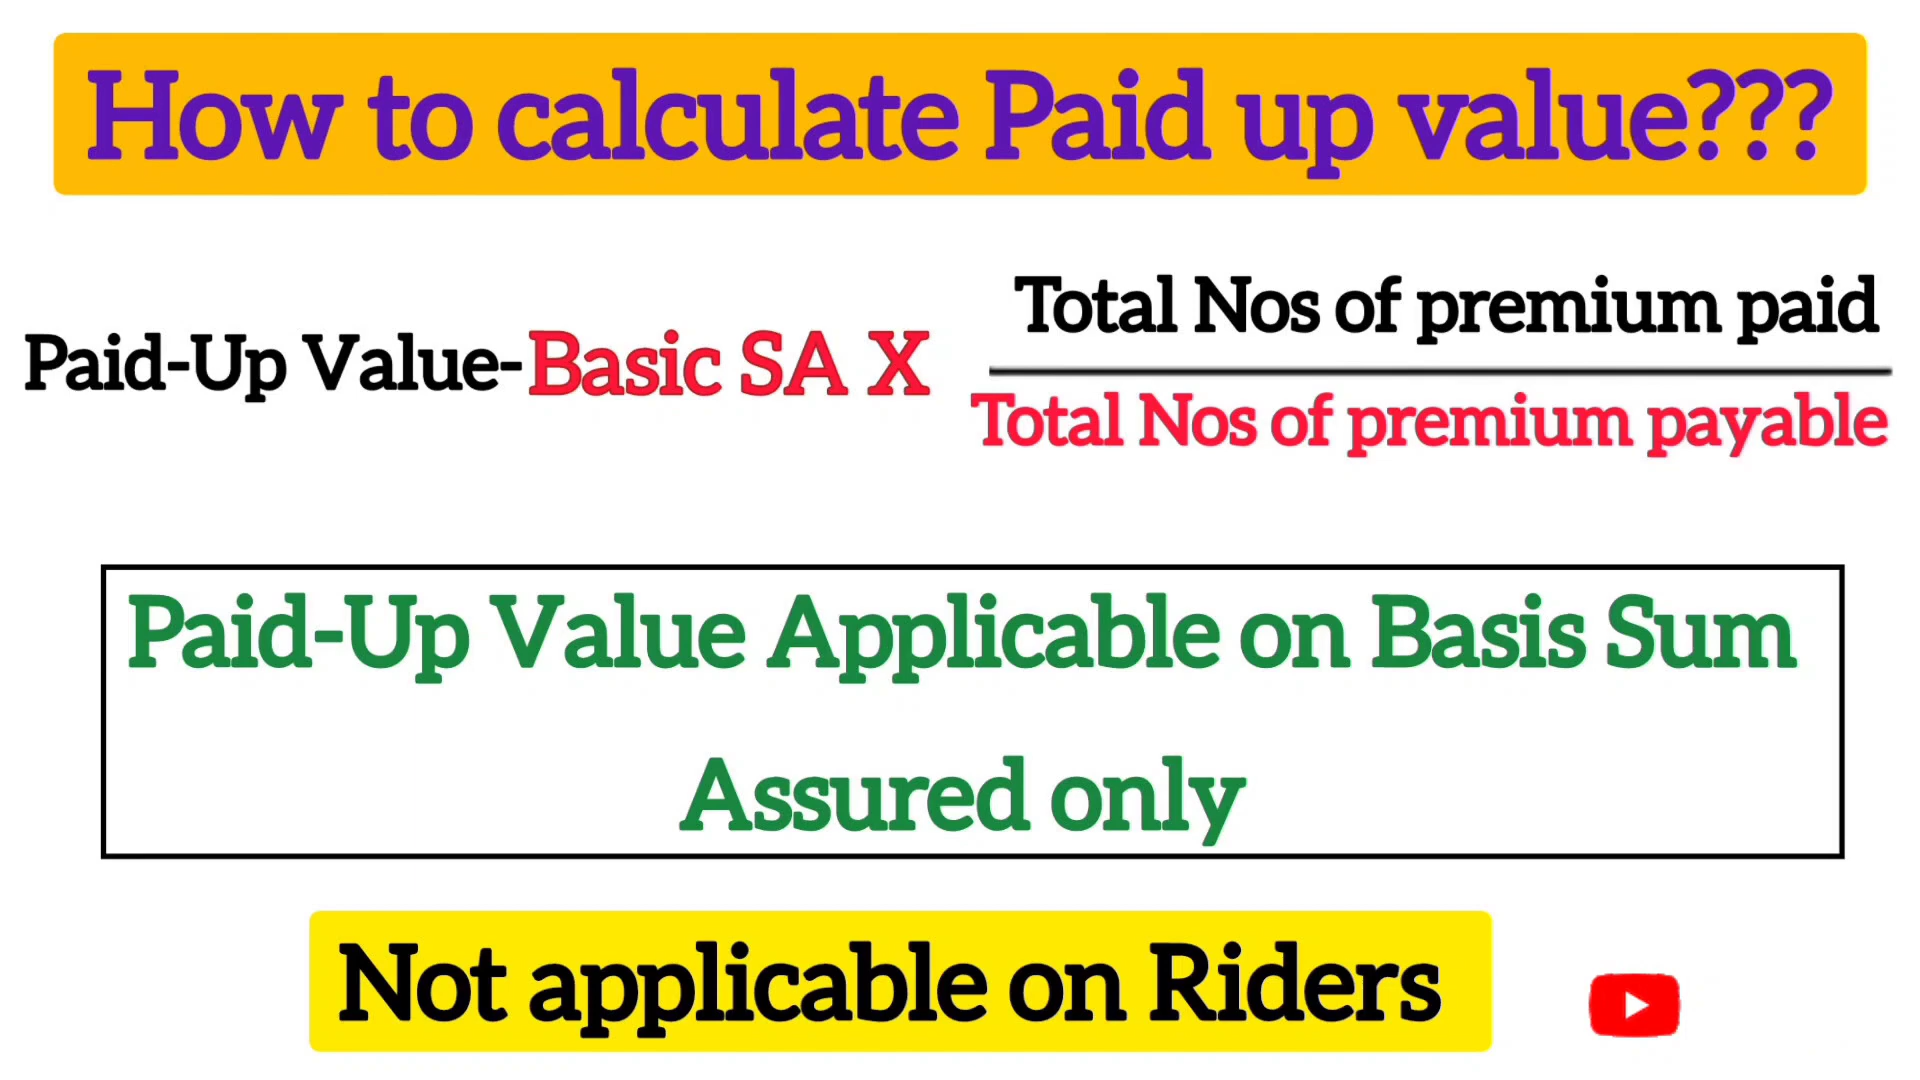 How to calculate Paid up value???
Total Nos of premium paid
Paid-Up Value-Basic SA X
Total Nos of premium payable
Paid-Up Value Applicable on Basis Sum
Assured only
Not applicable on Riders